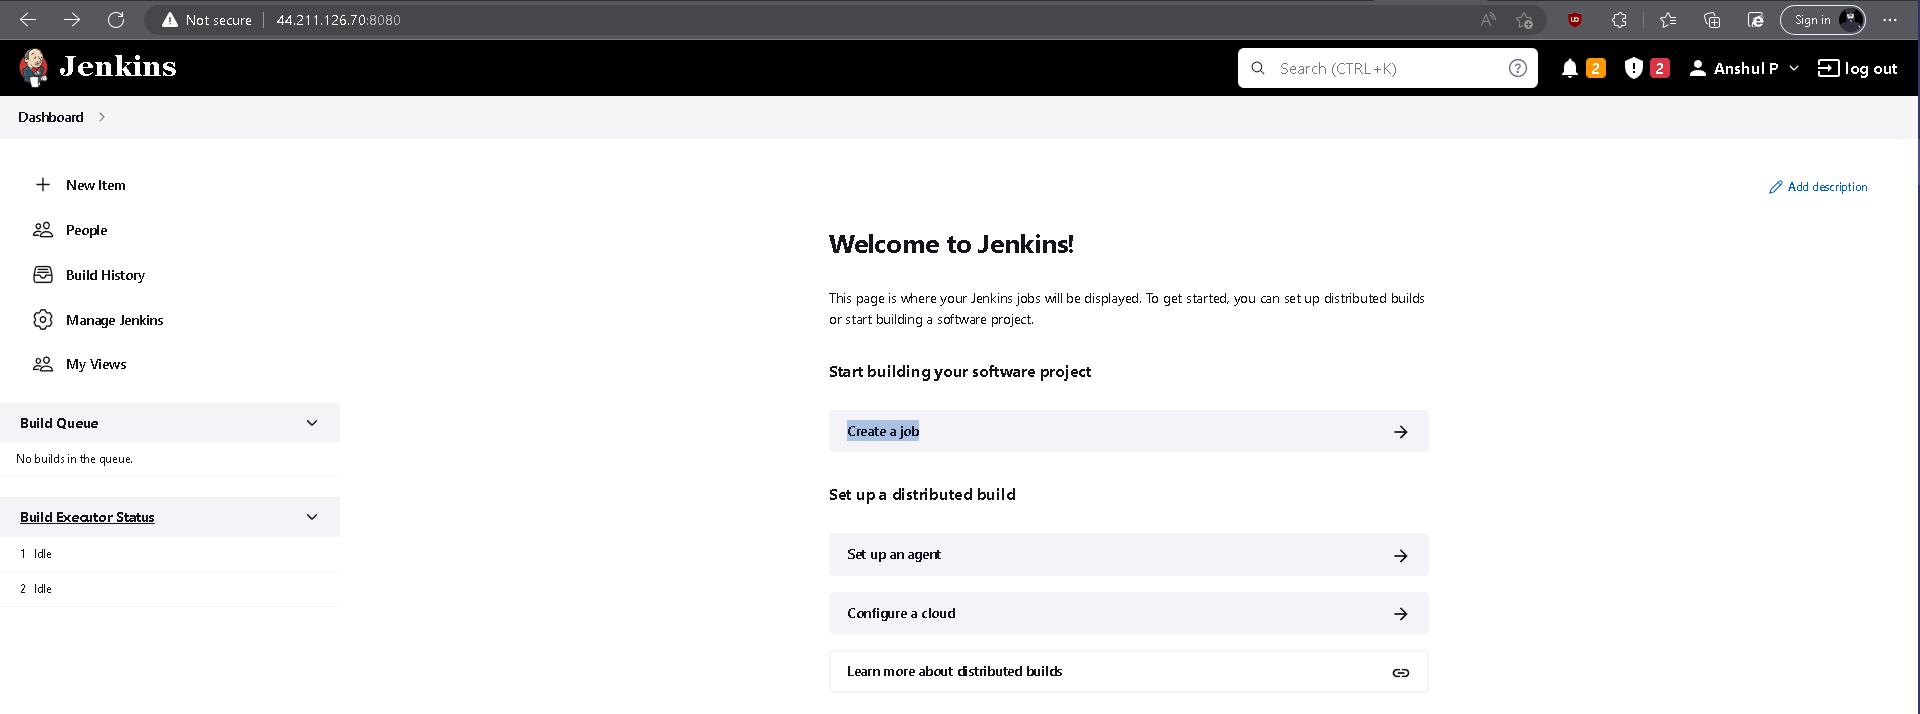 Not secure
44.211.126.70:8080
Sign in
Jenkins
Search (CTRL+K)
2
2
Anshul P
log out
Dashboard
New Item
People
Build History
Manage Jenkins
My Views
Build Queue
No builds in the queue.
Build Executor Status
1 Idle
2 Idle
Add description
Welcome to Jenkins!
This page is where your Jenkins jobs will be displayed. To get started, you can set up distributed builds
or start building a software project.
Start building your software project
Create a job
Set up a distributed build
Set up an agent
Configure a cloud
Learn more about distributed builds